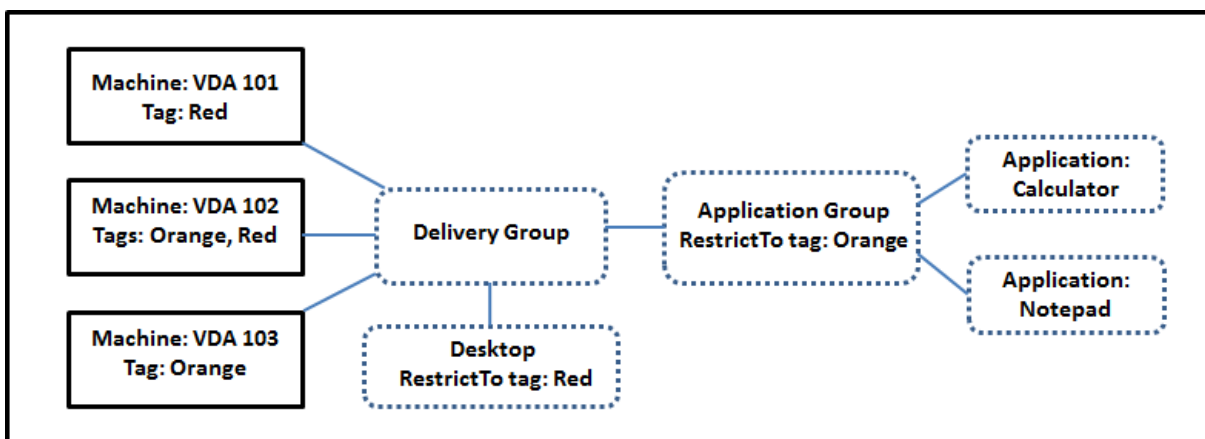 Machine: VDA 101
Tag: Red
Machine: VDA 102
Tags: Orange, Red
Machine: VDA 103
Tag: Orange
Delivery Group
Desktop
RestrictTo tag: Red
Application Group
RestrictTo tag: Orange
Application:
Calculator
Application:
Notepad